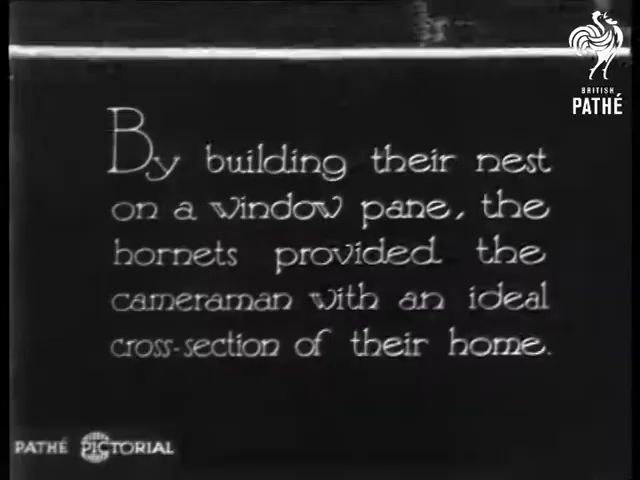 BRITISH
PATHÉ
By building their nest
on a window pane, the
hornets provided the
cameraman with an ideal
cross-section of their home.
PATHÉ PICTORIAL